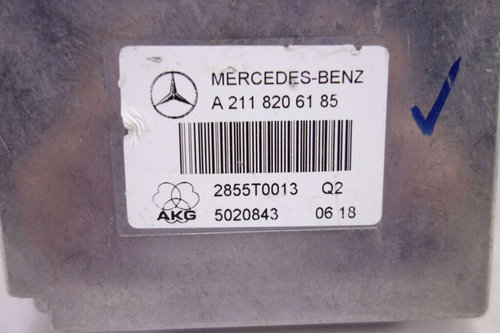 MERCEDES-BENZ
A 211 820 61 85
2855T0013 Q2
AKG 5020843 06 18